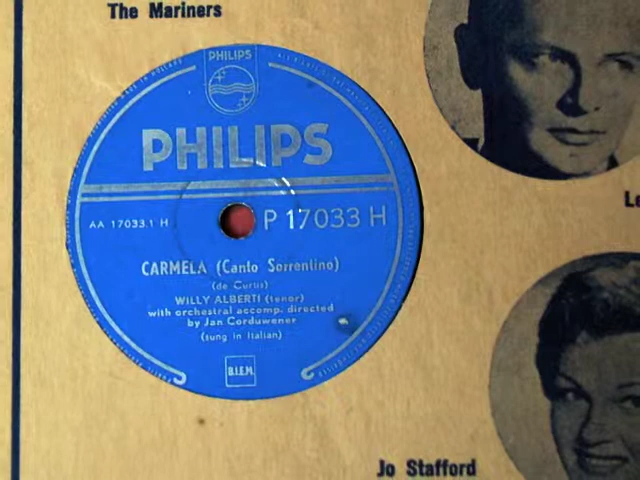 The Mariners
PHILIPS
PHILIPS
AA 17033.1 H
P 17033 H
CARMELA (Canto Sorrentino)
(de Curtis)
WILLY ALBERTI (tenor)
with orchestral accomp. directed
by Jan Corduwener
(sung in Italian)
B.I.E.M.
Le
Jo Stafford